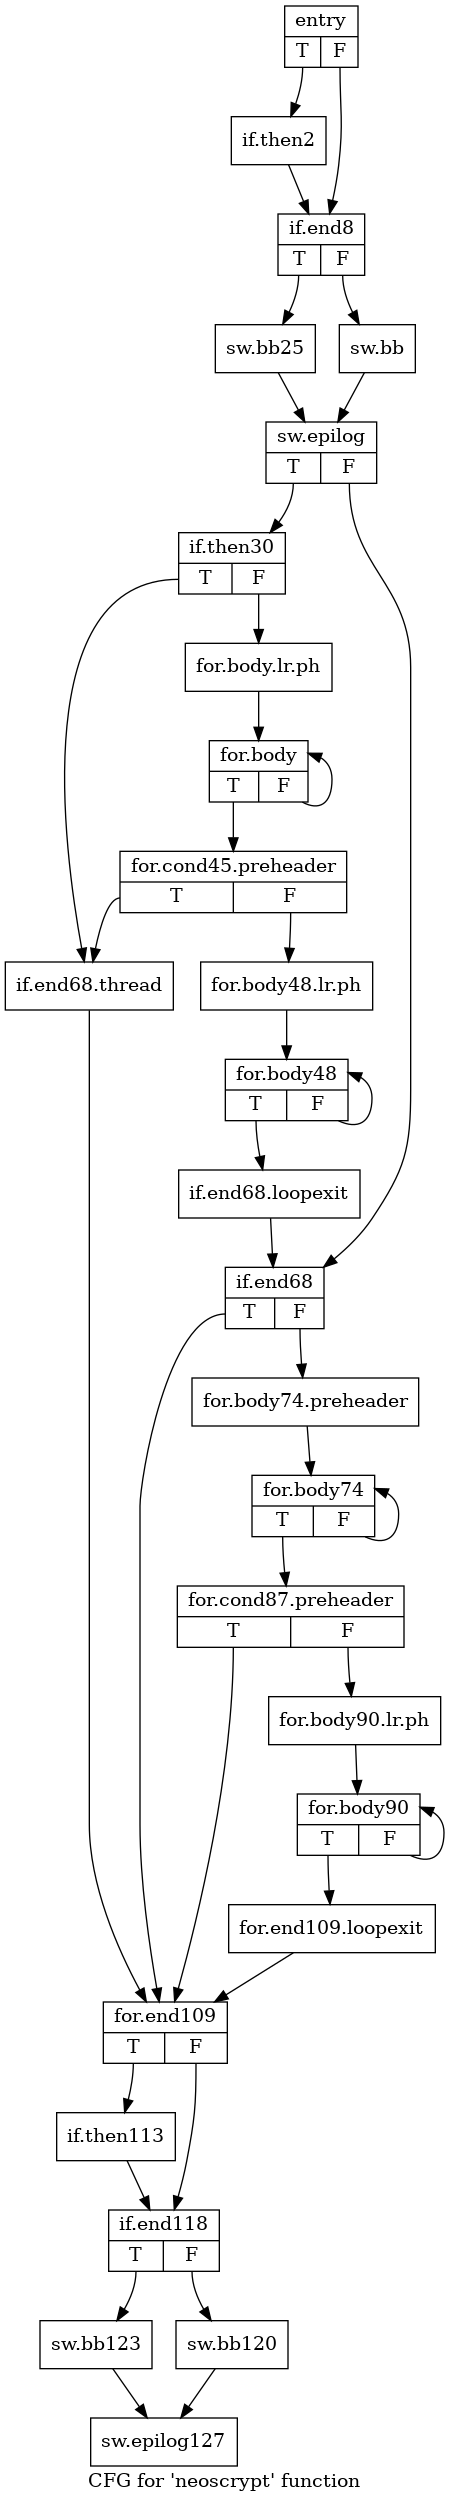 entry
T F
if.then2
if.end8
T F
sw.bb25 sw.bb
sw.epilog
T F
if.then30
T F
for.body.lr.ph
for.body
T F
for.cond45.preheader
T F
if.end68.thread for.body48.lr.ph
for.body48
T F
if.end68.loopexit
if.end68
T F
for.body74.preheader
for.body74
T F
for.cond87.preheader
T F
for.body90.lr.ph
for.body90
T F
for.end109.loopexit
for.end109
T F
if.then113
if.end118
T F
sw.bb123 sw.bb120
sw.epilog127
CFG for 'neoscrypt' function